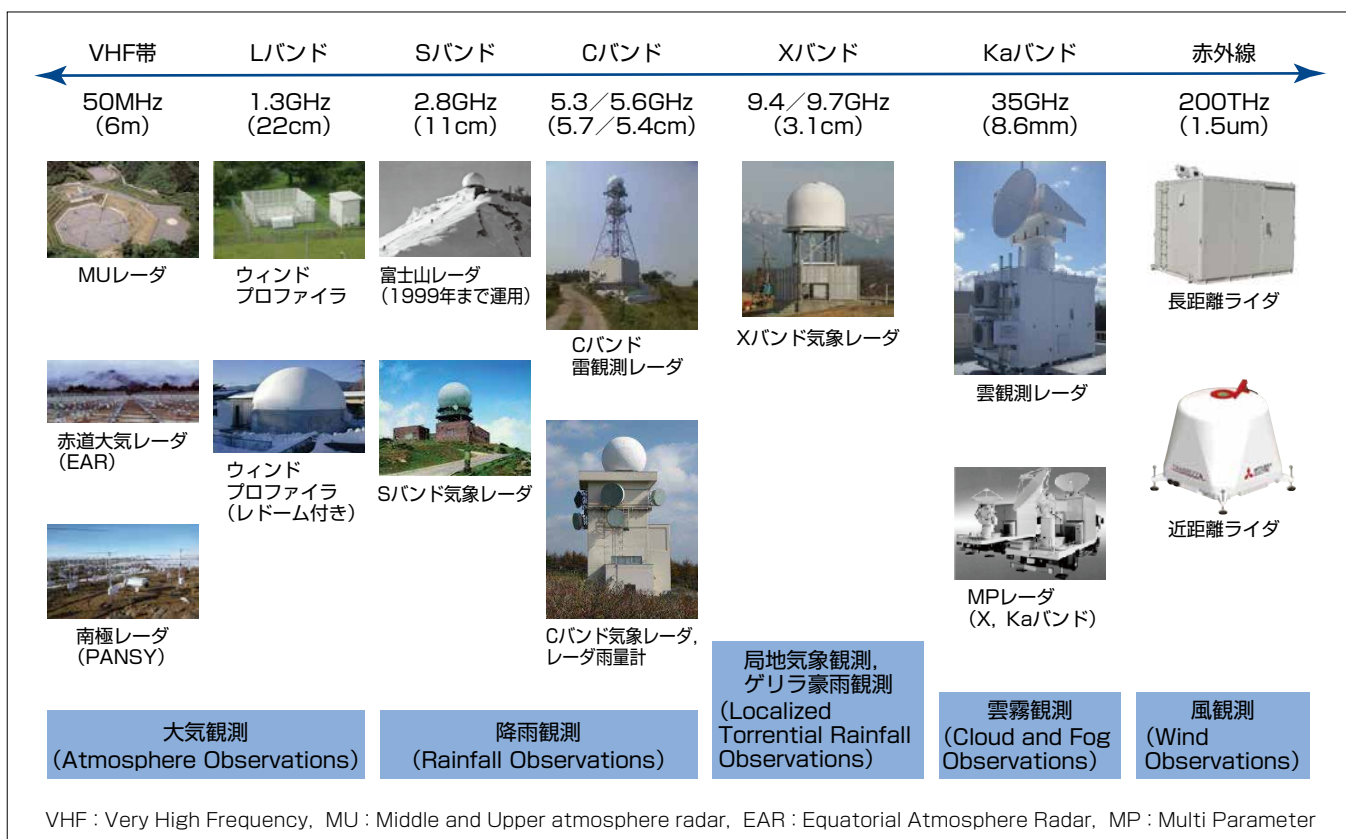 VHF帯
Lバンド
Sバンド
Cバンド
Xバンド
Kaバンド
赤外線
50MHz
(6m)
1.3GHz
(22cm)
2.8GHz
(11cm)
5.3／5.6GHz
(5.7／5.4cm)
9.4／9.7GHz
(3.1cm)
35GHz
(8.6mm)
200THz
(1.5um)
MUレーダ
赤道大気レーダ
(EAR)
南極レーダ
(PANSY)
ウィンド
プロファイラ
ウィンド
プロファイラ
(レドーム付き)
富士山レーダ
(1999年まで運用)
Sバンド気象レーダ
Cバンド
雷観測レーダ
Cバンド気象レーダ,
レーダ雨量計
Xバンド気象レーダ
雲観測レーダ
MPレーダ
(X, Kaバンド)
長距離ライダ
近距離ライダ
大気観測
(Atmosphere Observations)
降雨観測
(Rainfall Observations)
局地気象観測,
ゲリラ豪雨観測
(Localized
Torrential Rainfall
Observations)
雲霧観測
(Cloud and Fog
Observations)
風観測
(Wind
Observations)
VHF : Very High Frequency, MU : Middle and Upper atmosphere radar, EAR : Equatorial Atmosphere Radar, MP : Multi Parameter